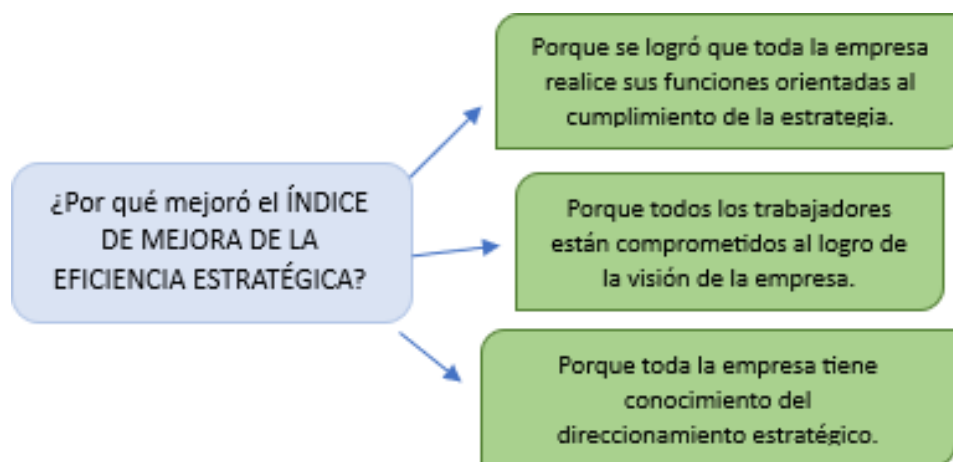 ¿Por qué mejoró el ÍNDICE
DE MEJORA DE LA
EFICIENCIA ESTRATÉGICA?
Porque se logró que toda la empresa
realice sus funciones orientadas al
cumplimiento de la estrategia.
Porque todos los trabajadores
están comprometidos al logro de
la visión de la empresa.
Porque toda la empresa tiene
conocimiento del
direccionamiento estratégico.